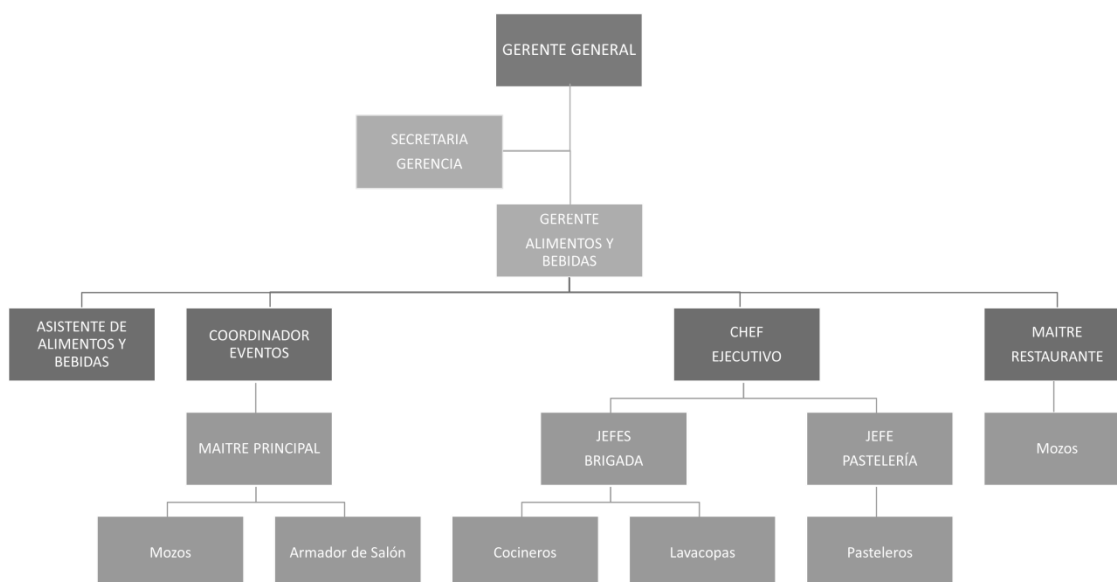 GERENTE GENERAL
SECRETARIA
GERENCIA
GERENTE
ALIMENTOS Y
BEBIDAS
ASISTENTE DE
ALIMENTOS Y
BEBIDAS
COORDINADOR
EVENTOS
CHEF
EJECUTIVO
MAITRE
RESTAURANTE
MAITRE PRINCIPAL
JEFES
BRIGADA
JEFE
PASTELERÍA
Mozos
Mozos
Armador de Salón
Cocineros
Lavacopas
Pasteleros